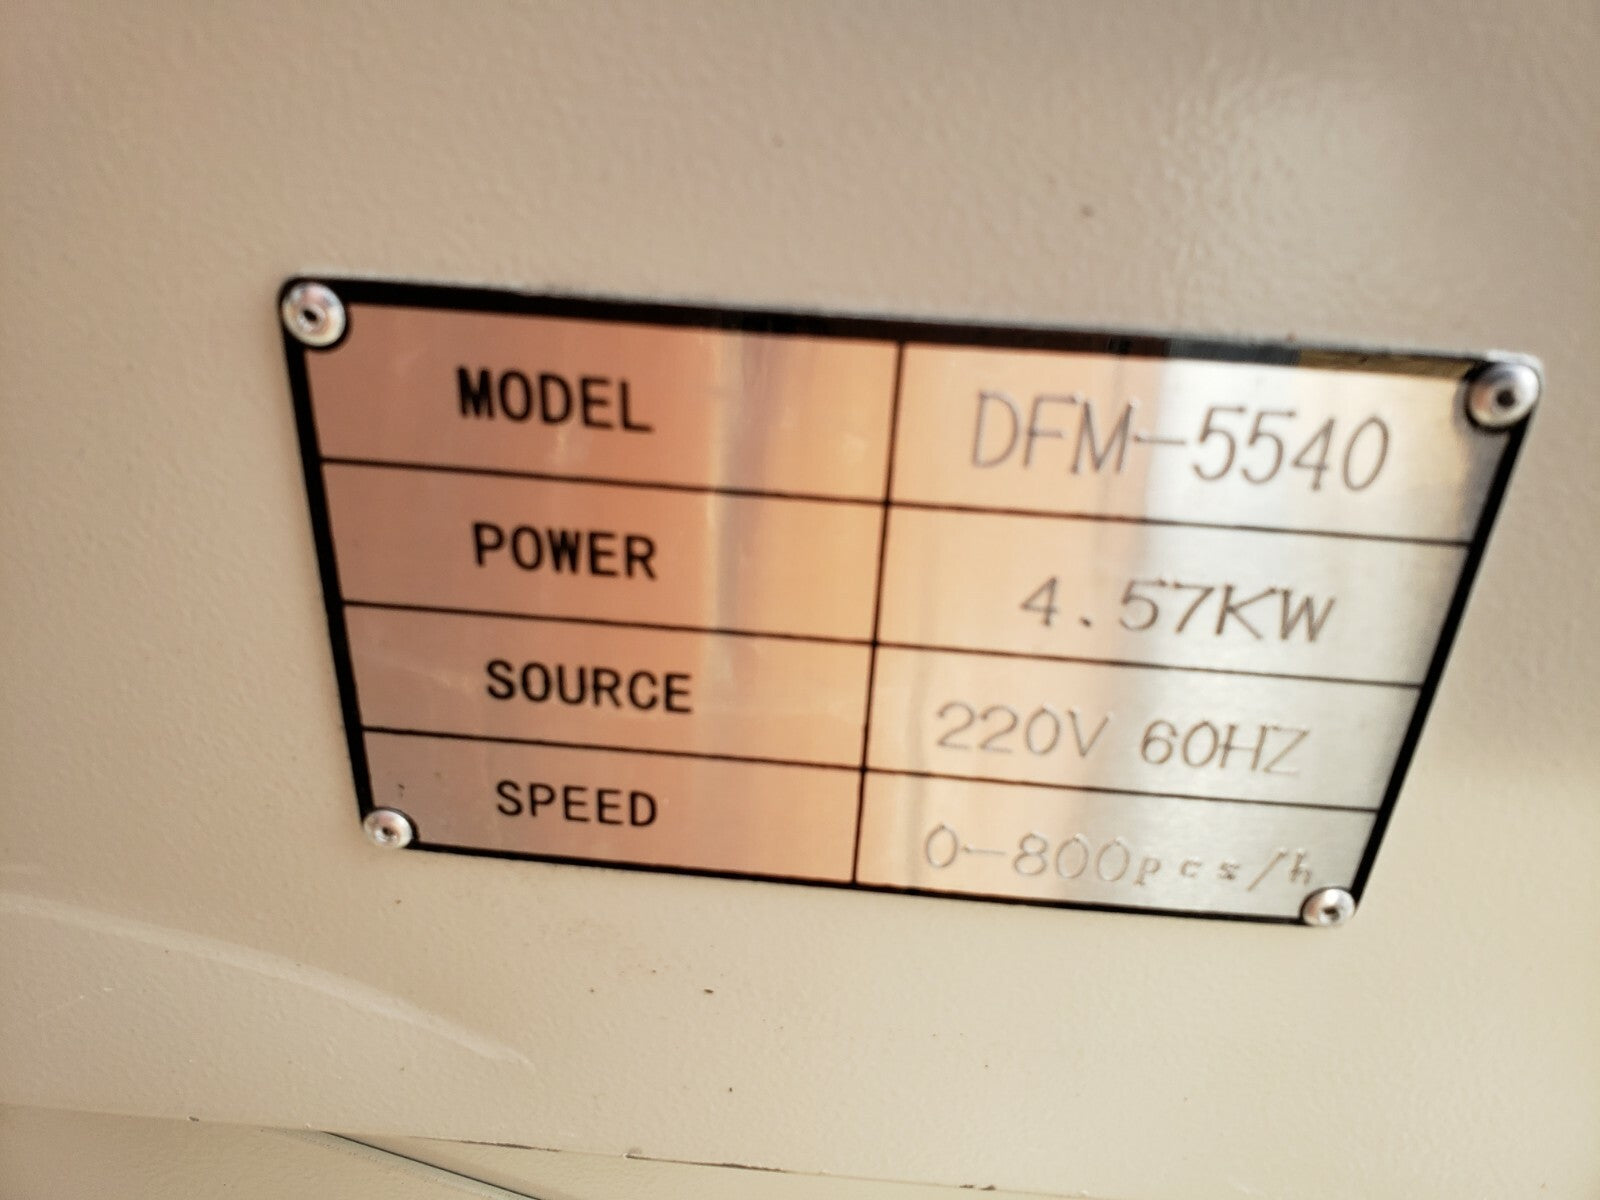 MODEL DFM-5540
POWER 4.57KW
SOURCE 220V 60HZ
SPEED 0-800pcs/h